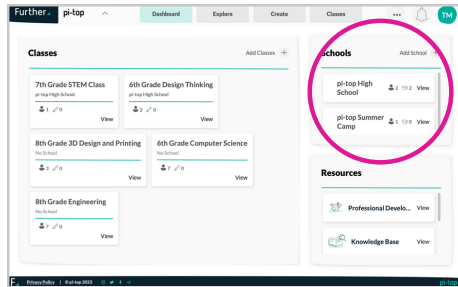 Further
pi-top
Dashboard
Explore
Create
Classes
...
TM
Classes
Add Classes +
7th Grade STEM Class
pi-top High School
1 0
View
6th Grade Design Thinking
pi-top High School
2 0
View
8th Grade 3D Design and Printing
No School
3 0
View
6th Grade Computer Science
No School
7 0
View
8th Grade Engineering
No School
7 0
View
Schools
Add School +
pi-top High
School
2 2 View
pi-top Summer
Camp
1 0 View
Resources
Professional Develo... View
Knowledge Base View
F Privacy Policy | © pi-top 2023
pi-top